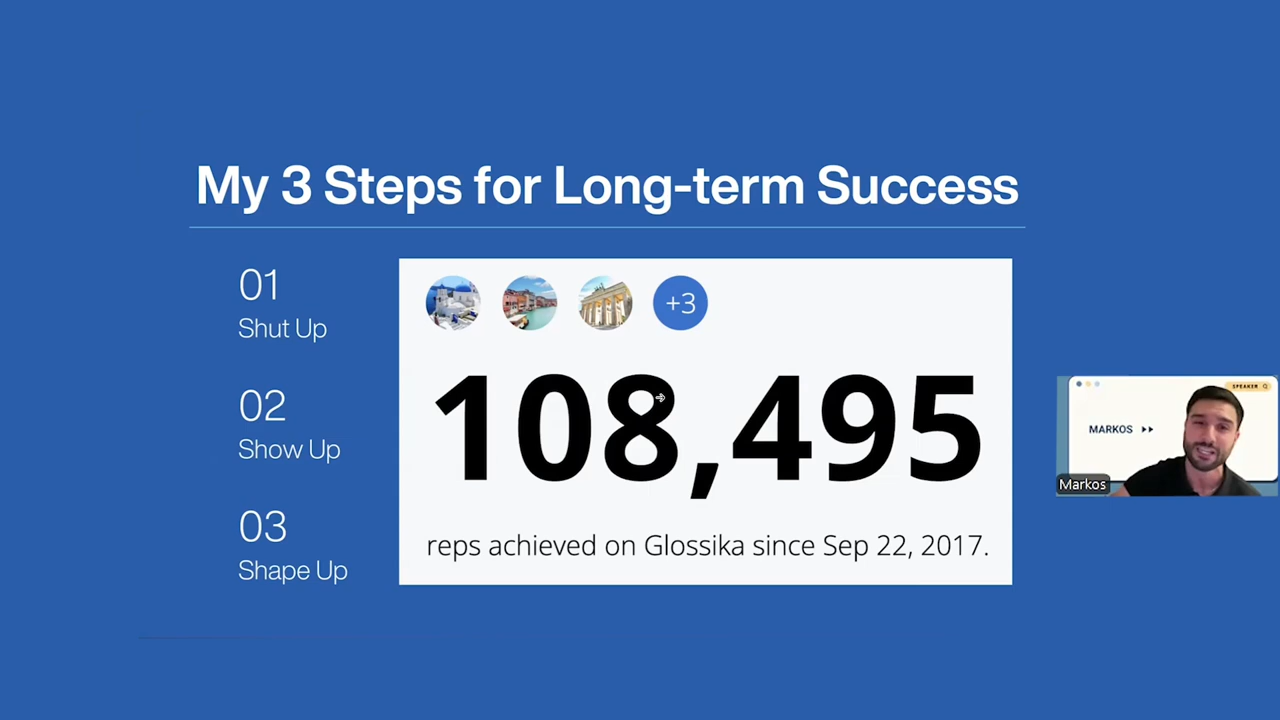 My 3 Steps for Long-term Success
01
Shut Up
02
Show Up
03
Shape Up
+3
108,495
reps achieved on Glossika since Sep 22, 2017.
SPEAKER
MARKOS
Markos